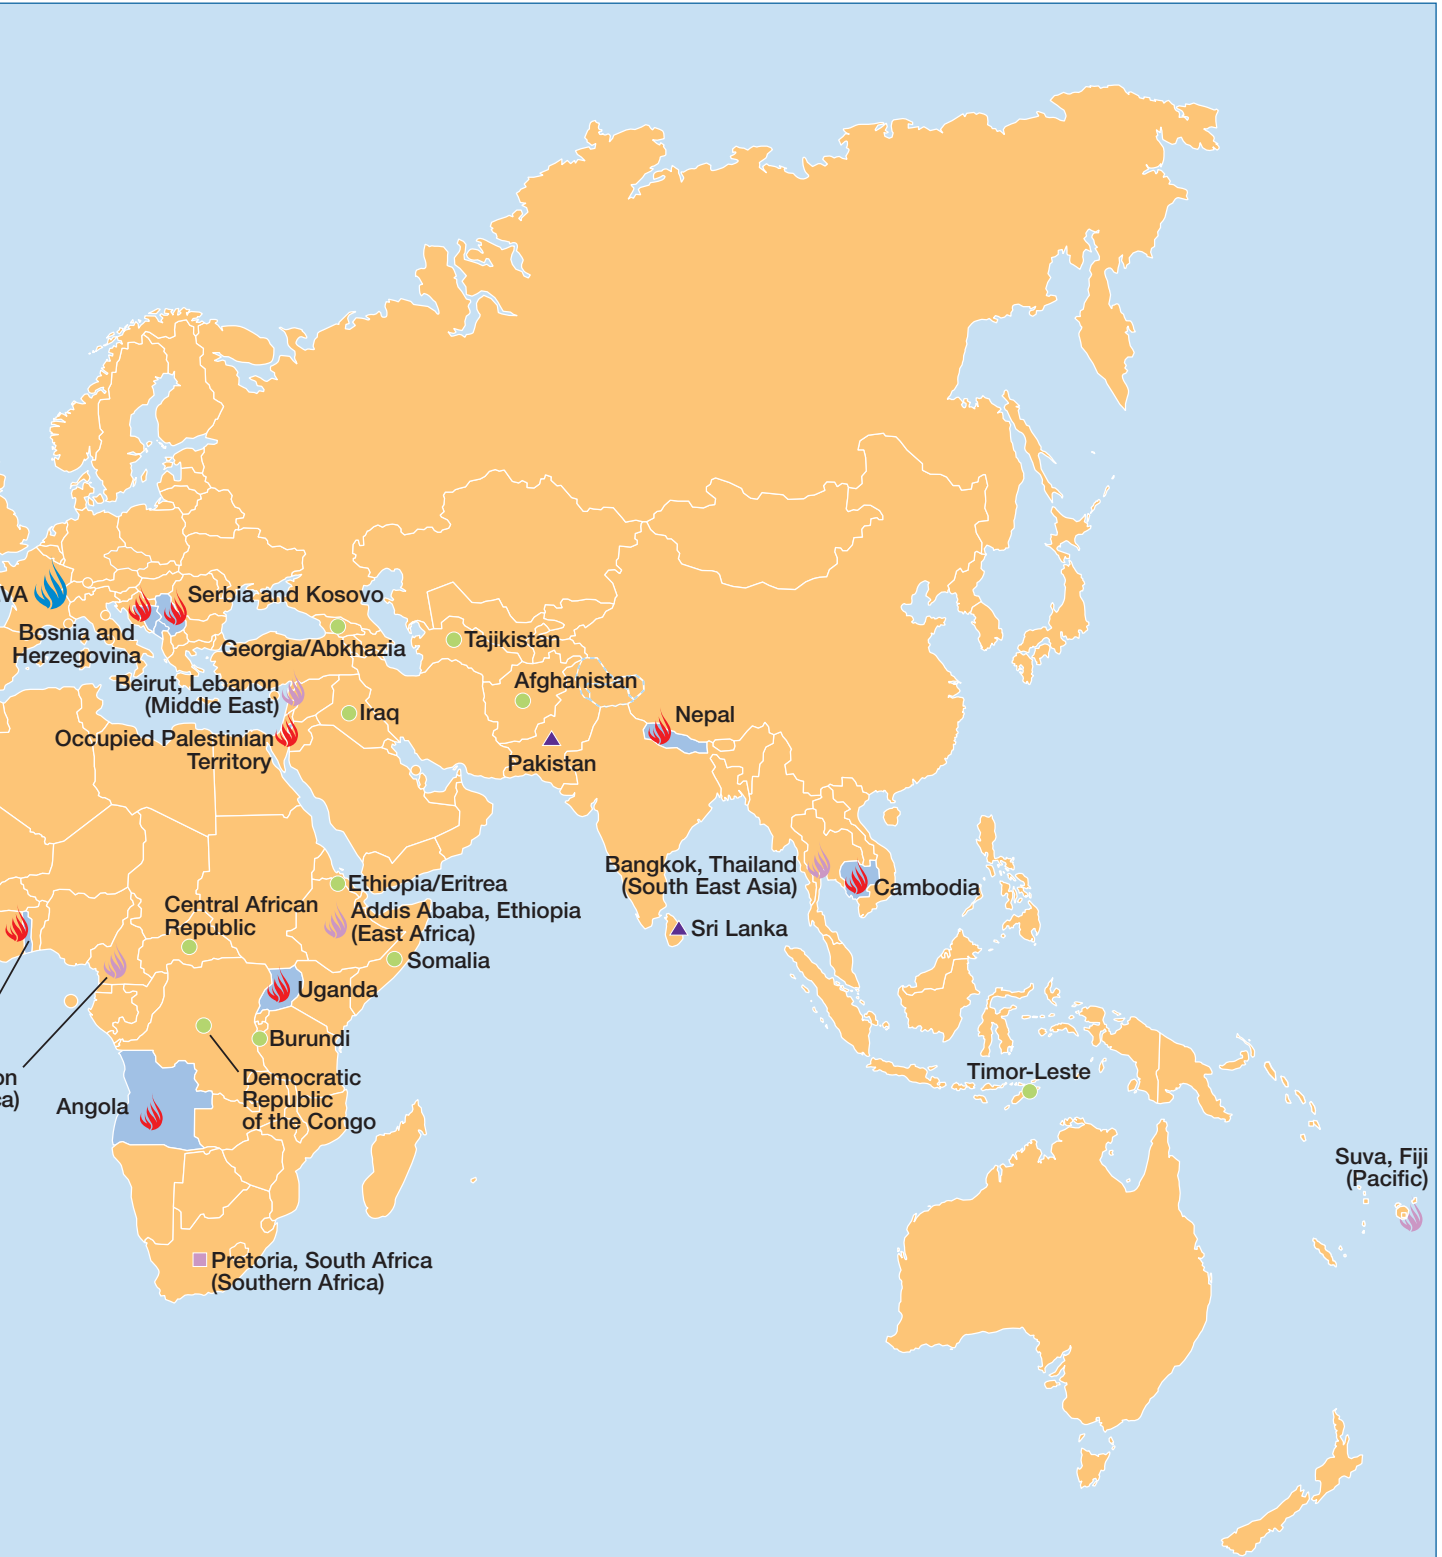 VA
Serbia and Kosovo
Bosnia and
Herzegovina
Georgia/Abkhazia
Tajikistan
Beirut, Lebanon
(Middle East)
Afghanistan
Iraq
Nepal
Occupied Palestinian
Territory
Pakistan
Bangkok, Thailand
(South East Asia)
Cambodia
Ethiopia/Eritrea
Central African
Republic
Addis Ababa, Ethiopia
(East Africa)
Sri Lanka
Somalia
Uganda
Burundi
on
ca)
Democratic
Republic
of the Congo
Angola
Timor-Leste
Suva, Fiji
(Pacific)
Pretoria, South Africa
(Southern Africa)